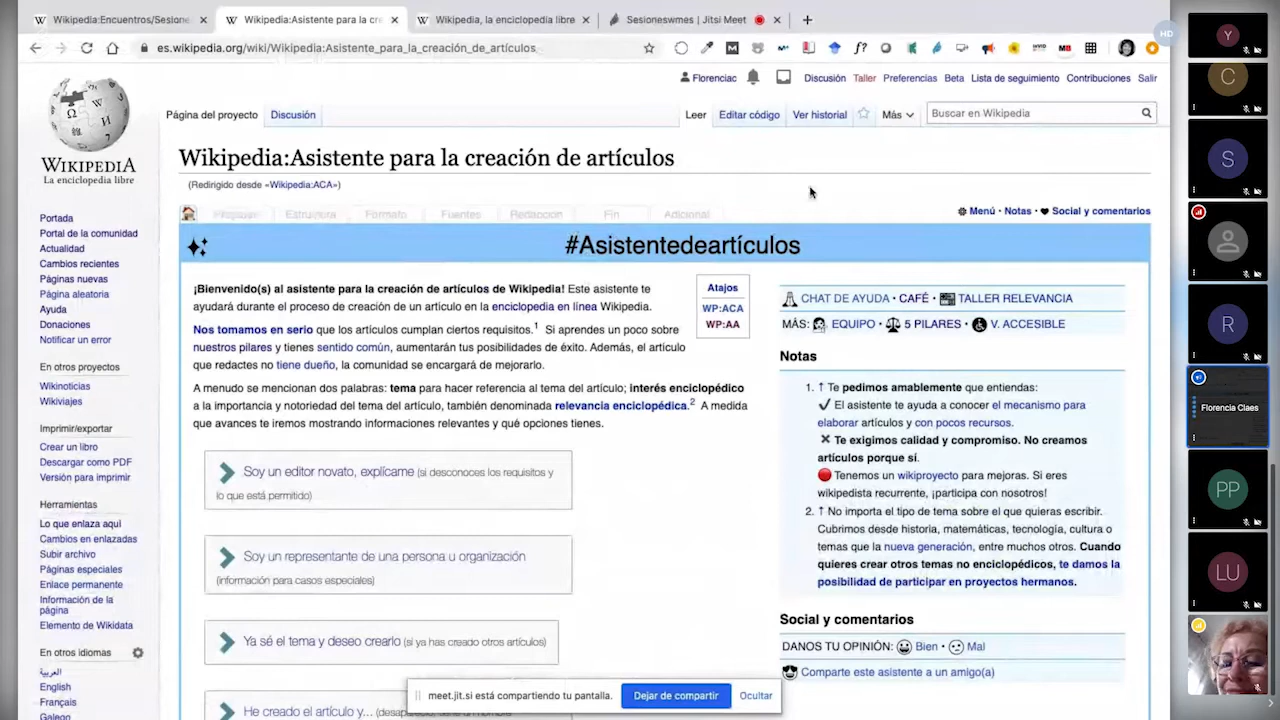 Wikipedia:Encuentros/Sesione
Wikipedia:Asistente para la cre
Wikipedia, la enciclopedia libre
Sesioneswmes | Jitsi Meet
es.wikipedia.org/wiki/Wikipedia:Asistente_para_la_creación_de_artículos
HD
Florenciac
Discusión
Taller
Preferencias
Beta
Lista de seguimiento
Contribuciones
Salir
Página del proyecto
Discusión
Leer
Editar código
Ver historial
Más
Buscar en Wikipedia
WIKIPEDIA
La enciclopedia libre
Portada
Portal de la comunidad
Actualidad
Cambios recientes
Páginas nuevas
Página aleatoria
Ayuda
Donaciones
Notificar un error
En otros proyectos
Wikinoticias
Wikiviajes
Imprimir/exportar
Crear un libro
Descargar como PDF
Versión para imprimir
Herramientas
Lo que enlaza aquí
Cambios en enlazadas
Subir archivo
Páginas especiales
Enlace permanente
Información de la
página
Elemento de Wikidata
En otros idiomas
العربية
English
Français
Galego
Wikipedia:Asistente para la creación de artículos
(Redirigido desde «Wikipedia:ACA»)
Estructura
Formato
Fuentes
Redacción
Fin
Adicional
Menú • Notas • Social y comentarios
#Asistentedeartículos
¡Bienvenido(s) al asistente para la creación de artículos de Wikipedia! Este asistente te
ayudará durante el proceso de creación de un artículo en la enciclopedia en línea Wikipedia.
Nos tomamos en serio que los artículos cumplan ciertos requisitos.1 Si aprendes un poco sobre
nuestros pilares y tienes sentido común, aumentarán tus posibilidades de éxito. Además, el artículo
que redactes no tiene dueño, la comunidad se encargará de mejorarlo.
A menudo se mencionan dos palabras: tema para hacer referencia al tema del artículo; interés enciclopédico
a la importancia y notoriedad del tema del artículo, también denominada relevancia enciclopédica.2 A medida
que avances te iremos mostrando informaciones relevantes y qué opciones tienes.
Atajos
WP:ACA
WP:AA
Soy un editor novato, explícame (si desconoces los requisitos y
lo que está permitido)
Soy un representante de una persona u organización
(información para casos especiales)
Ya sé el tema y deseo crearlo (si ya has creado otros artículos)
He creado el artículo y...
CHAT DE AYUDA • CAFÉ • TALLER RELEVANCIA
MÁS: EQUIPO • 5 PILARES • V. ACCESIBLE
Notas
1. ↑ Te pedimos amablemente que entiendas:
✓ El asistente te ayuda a conocer el mecanismo para
elaborar artículos y con pocos recursos.
✕ Te exigimos calidad y compromiso. No creamos
artículos porque sí.
Tenemos un wikiproyecto para mejoras. Si eres
wikipedista recurrente, ¡participa con nosotros!
2. ↑ No importa el tipo de tema sobre el que quieras escribir.
Cubrimos desde historia, matemáticas, tecnología, cultura o
temas que la nueva generación, entre muchos otros. Cuando
quieres crear otros temas no enciclopédicos, te damos la
posibilidad de participar en proyectos hermanos.
Social y comentarios
DANOS TU OPINIÓN: Bien • Mal
Comparte este asistente a un amigo(a)
meet.jit.si está compartiendo tu pantalla.
Dejar de compartir
Ocultar
Y
C
S
R
Florencia Claes
PP
LU